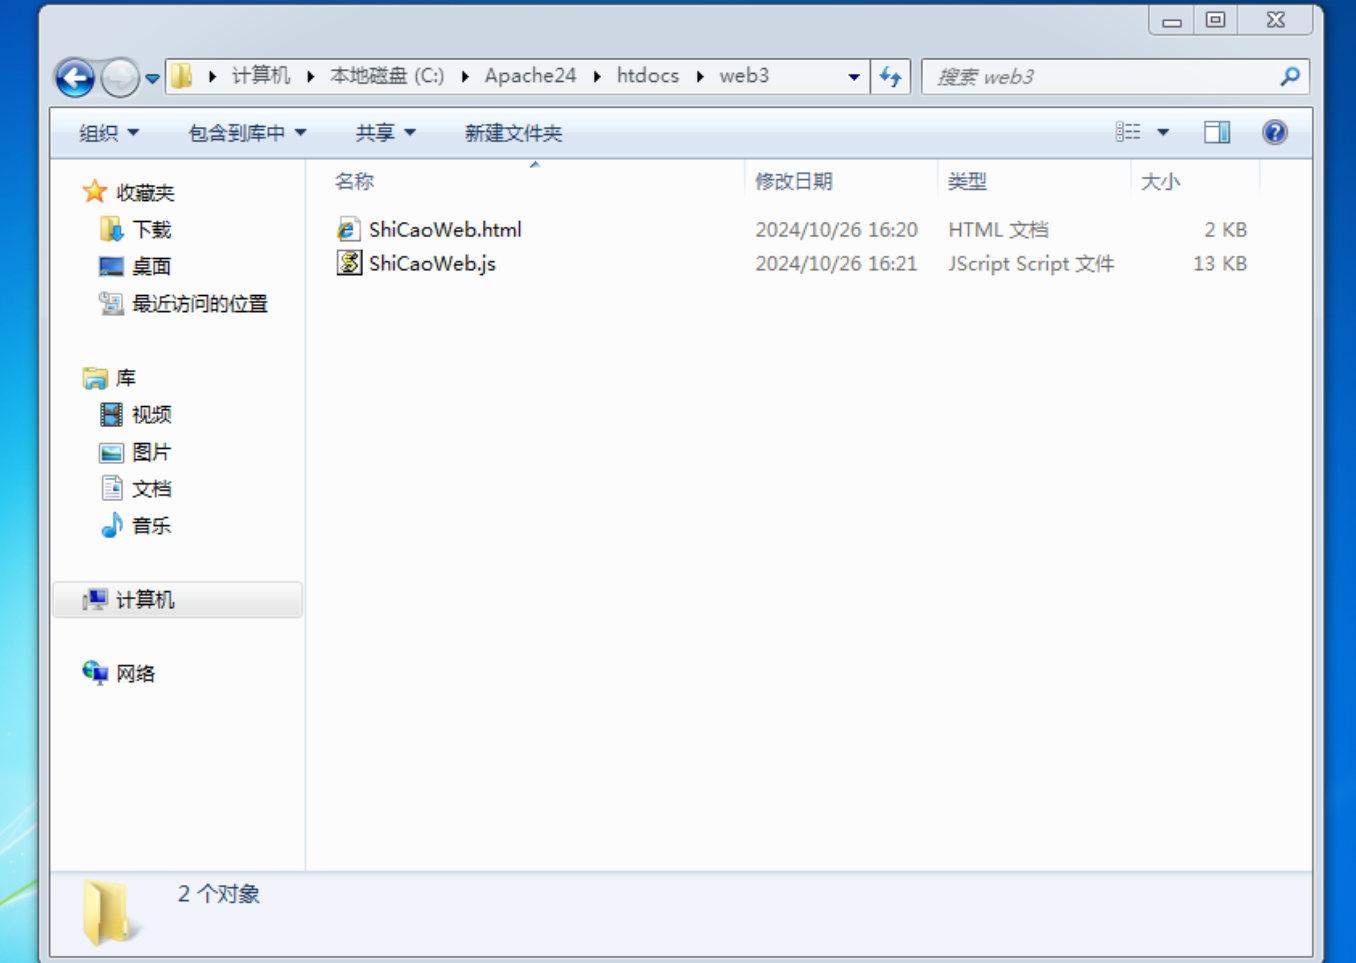 计算机 本地磁盘 (C:) Apache24 htdocs web3 搜索 web3
组织 包含到库中 共享 新建文件夹
名称 修改日期 类型 大小
收藏夹
下载
桌面
最近访问的位置
库
视频
图片
文档
音乐
计算机
网络
ShiCaoWeb.html 2024/10/26 16:20 HTML 文档 2 KB
ShiCaoWeb.js 2024/10/26 16:21 JScript Script 文件 13 KB
2 个对象